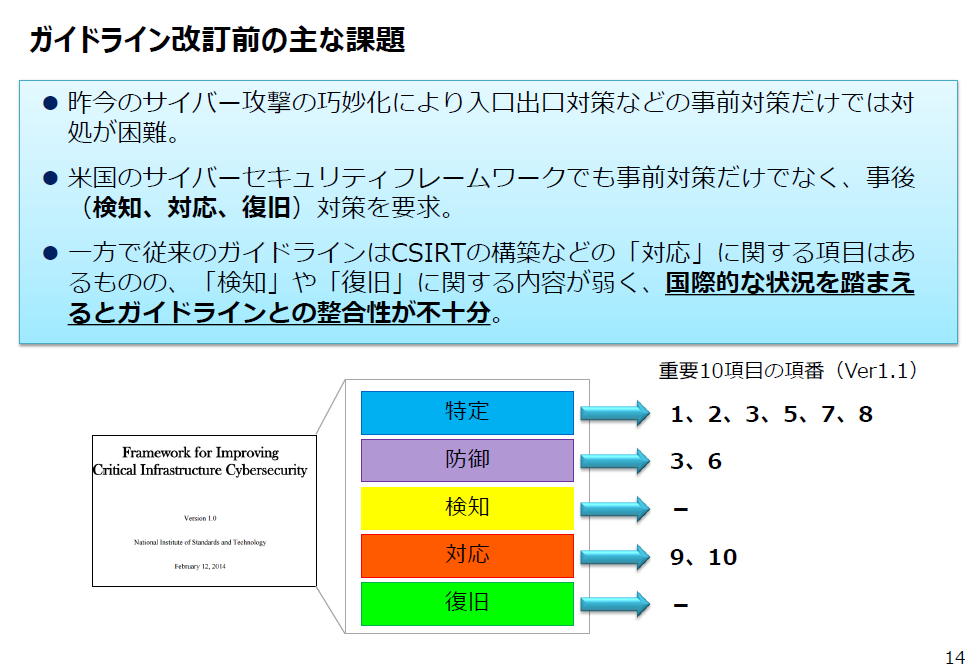 ガイドライン改訂前の主な課題
● 昨今のサイバー攻撃の巧妙化により入口出口対策などの事前対策だけでは対
処が困難。
● 米国のサイバーセキュリティフレームワークでも事前対策だけでなく、事後
（検知、対応、復旧）対策を要求。
● 一方で従来のガイドラインはCSIRTの構築などの「対応」に関する項目はあ
るものの、「検知」や「復旧」に関する内容が弱く、国際的な状況を踏まえ
るとガイドラインとの整合性が不十分。
重要10項目の項番（Ver1.1）
Framework for Improving
Critical Infrastructure Cybersecurity
Version 1.0
National Institute of Standards and Technology
February 12, 2014
特定
1、2、3、5、7、8
防御
3、6
検知
–
対応
9、10
復旧
–
14